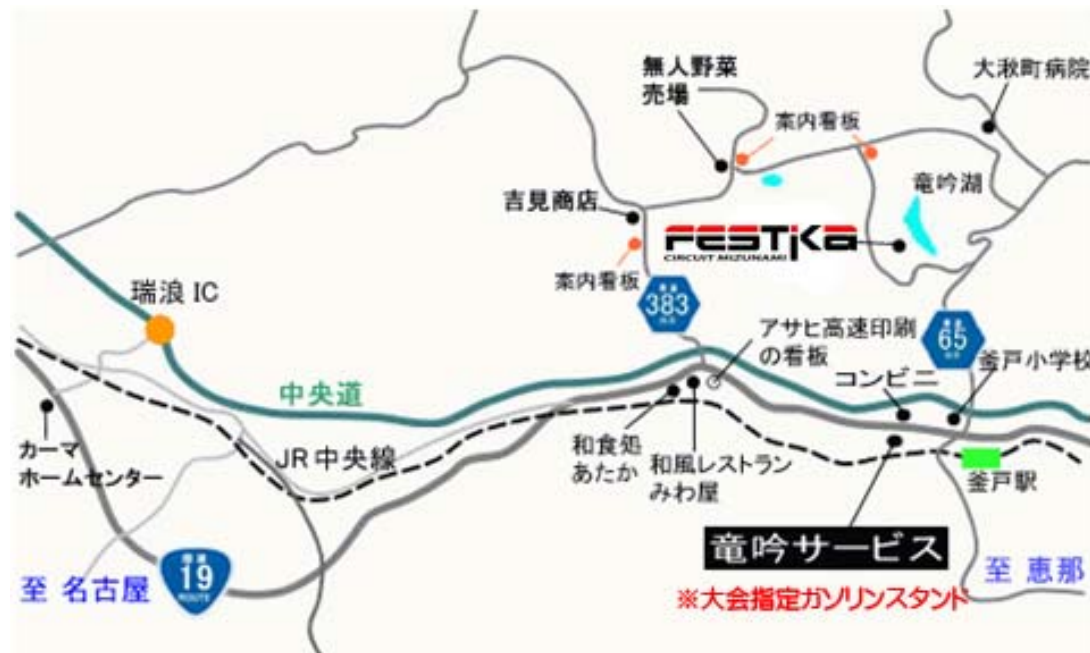 無人野菜
売場
大湫町病院
案内看板
竜吟湖
吉見商店
FESTIKA
CIRCUIT MIZUNAMI
案内看板
瑞浪 IC
383
アサヒ高速印刷
の看板
65
釜戸小学校
コンビニ
中央道
カーマ
ホームセンター
JR中央線
和食処
あたか
和風レストラン
みわ屋
釜戸駅
竜吟サービス
至 名古屋
19
ROUTE
至 恵那
※大会指定ガソリンスタンド